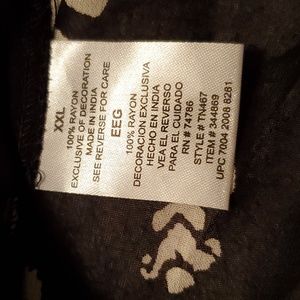 XXL
100% RAYON
EXCLUSIVE OF DECORATION
MADE IN INDIA
SEE REVERSE FOR CARE
EEG
100% RAYON
DECORACION EXCLUSIVA
HECHO EN INDIA
VEA EL REVERSO
PARA EL CUIDADO
RN # 74786
STYLE # TN467
ITEM # 344869
UPC 7004 2009 8281